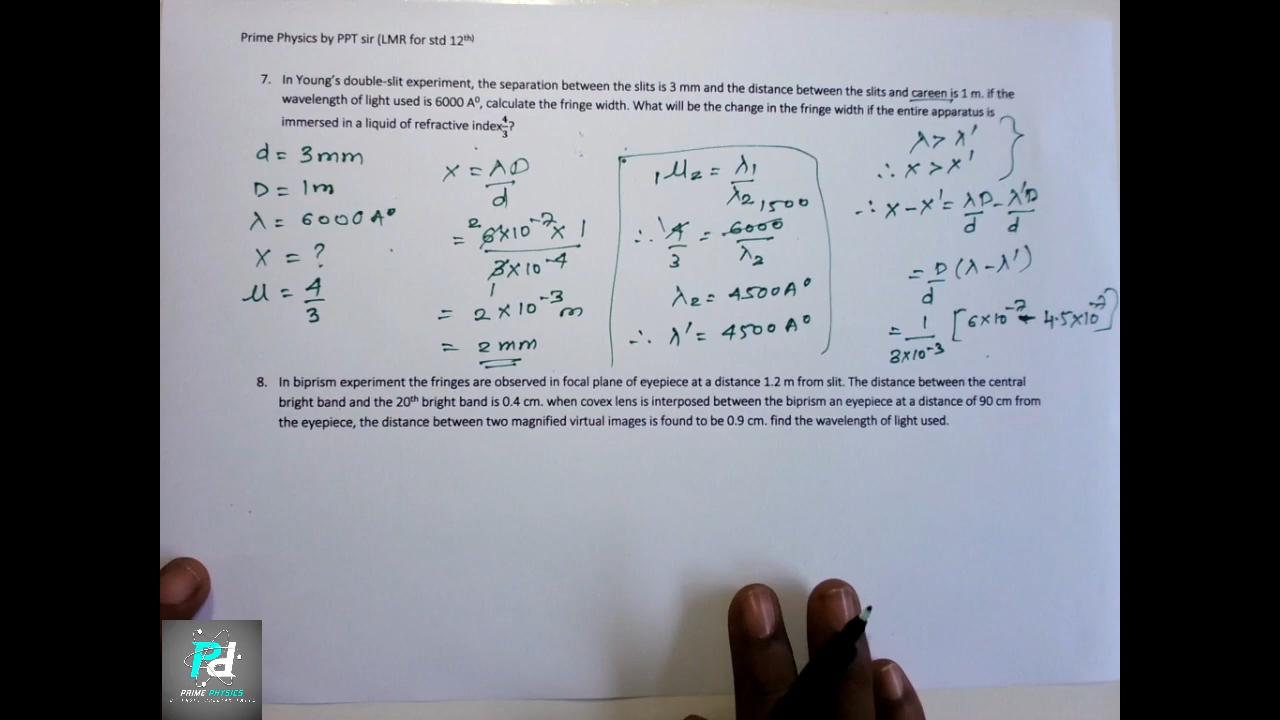 Prime Physics by PPT sir (LMR for std 12th)
7. In Young's double-slit experiment, the separation between the slits is 3 mm and the distance between the slits and careen is 1 m. if the
wavelength of light used is 6000 A⁰, calculate the fringe width. What will be the change in the fringe width if the entire apparatus is
immersed in a liquid of refractive index 4/3?
d = 3mm
D = 1m
λ = 6000 A⁰
X = ?
μ = 4/3
X = λD/d
= 2 6×10⁻⁷ × 1 / 3×10⁻⁴ 1
= 2 × 10⁻³ m
= 2 mm
₁μ₂ = λ₁/λ₂
∴ 1 4/3 = 6000/λ₂ 1500
λ₂ = 4500 A⁰
∴ λ' = 4500 A⁰
λ > λ'
∴ X > X'
∴ X - X' = λD/d - λ'D/d
= D/d (λ - λ')
= 1/3×10⁻³ [6×10⁻⁷ - 4.5×10⁻⁷]
8. In biprism experiment the fringes are observed in focal plane of eyepiece at a distance 1.2 m from slit. The distance between the central
bright band and the 20th bright band is 0.4 cm. when covex lens is interposed between the biprism an eyepiece at a distance of 90 cm from
the eyepiece, the distance between two magnified virtual images is found to be 0.9 cm. find the wavelength of light used.
Pd
PRIME PHYSICS